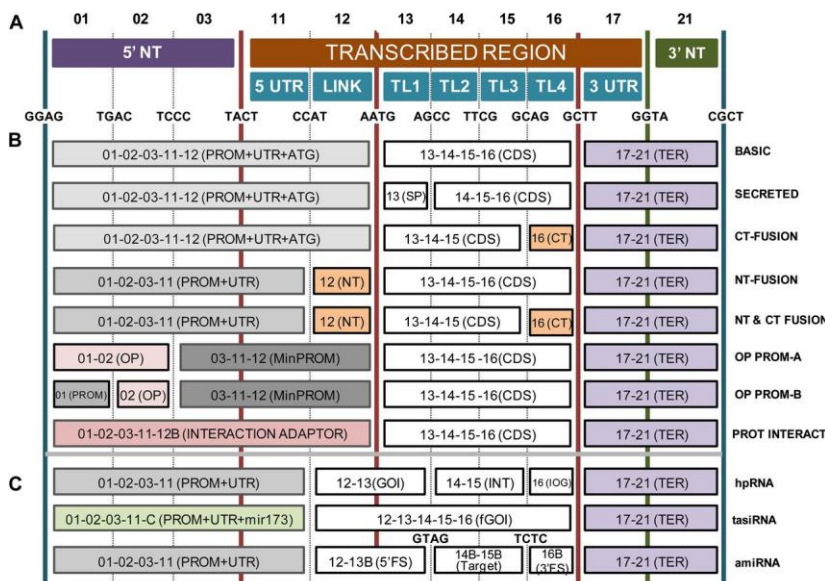 01 02 03 11 12 13 14 15 16 17 21
A
5' NT TRANSCRIBED REGION 3' NT
5 UTR LINK TL1 TL2 TL3 TL4 3 UTR
GGAG TGAC TCCC TACT CCAT AATG AGCC TTCG GCAG GCTT GGTA CGCT
B
01-02-03-11-12 (PROM+UTR+ATG) 13-14-15-16 (CDS) 17-21 (TER) BASIC
01-02-03-11-12 (PROM+UTR+ATG) 13 (SP) 14-15-16 (CDS) 17-21 (TER) SECRETED
01-02-03-11-12 (PROM+UTR+ATG) 13-14-15 (CDS) 16 (CT) 17-21 (TER) CT-FUSION
01-02-03-11 (PROM+UTR) 12 (NT) 13-14-15-16 (CDS) 17-21 (TER) NT-FUSION
01-02-03-11 (PROM+UTR) 12 (NT) 13-14-15 (CDS) 16 (CT) 17-21 (TER) NT & CT FUSION
01-02 (OP) 03-11-12 (MinPROM) 13-14-15-16(CDS) 17-21 (TER) OP PROM-A
01 (PROM) 02 (OP) 03-11-12 (MinPROM) 13-14-15-16 (CDS) 17-21 (TER) OP PROM-B
01-02-03-11-12B (INTERACTION ADAPTOR) 13-14-15-16 (CDS) 17-21 (TER) PROT INTERACT
C
01-02-03-11 (PROM+UTR) 12-13(GOI) 14-15 (INT) 16 (IOG) 17-21 (TER) hpRNA
01-02-03-11-C (PROM+UTR+mir173) 12-13-14-15-16 (fGOI) 17-21 (TER) tasiRNA
GTAG TCTC
01-02-03-11 (PROM+UTR) 12-13B (5'FS) 14B-15B (Target) 16B (3'FS) 17-21 (TER) amiRNA